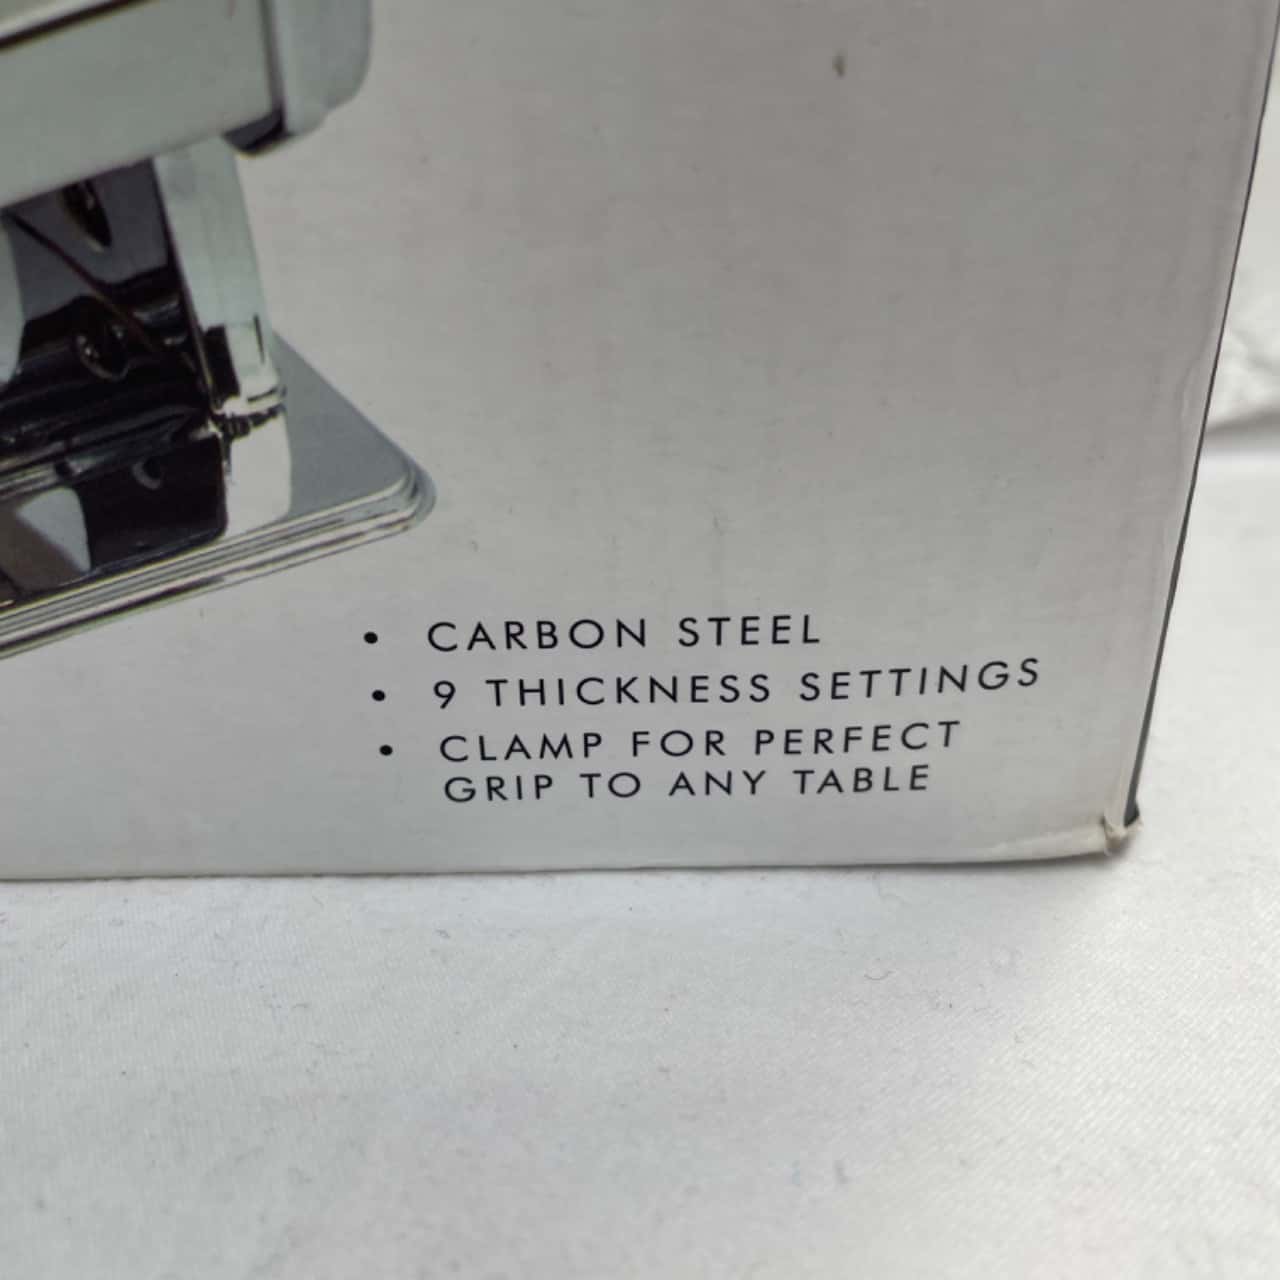 • CARBON STEEL
• 9 THICKNESS SETTINGS
• CLAMP FOR PERFECT
GRIP TO ANY TABLE